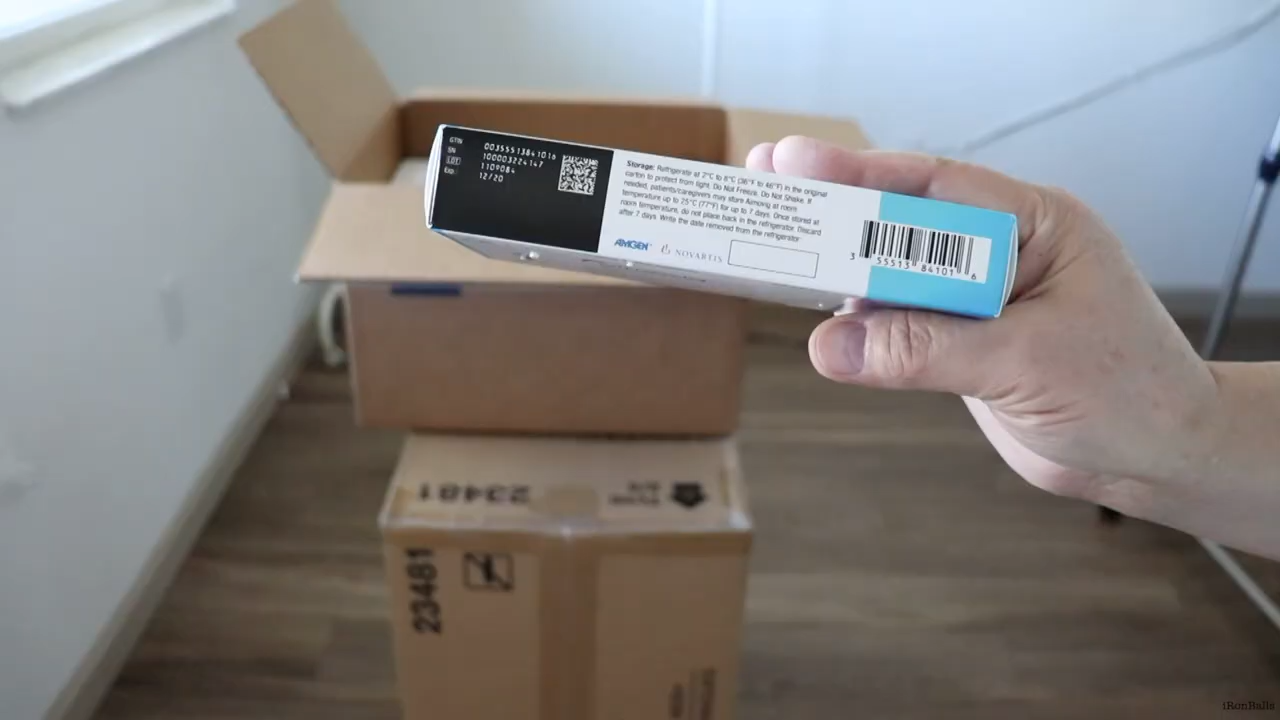 GTIN 00355513841016
SN 100003224147
LOT 1109084
Exp. 12/20
Storage: Refrigerate at 2°C to 8°C (36°F to 46°F) in the original
carton to protect from light. Do Not Freeze. Do Not Shake. If
needed, patients/caregivers may store Aimovig at room
temperature up to 25°C (77°F) for up to 7 days. Once stored at
room temperature, do not place back in the refrigerator. Discard
after 7 days. Write the date removed from the refrigerator:
AMGEN NOVARTIS
3 55513 84101 6
23481
23481
iRonBalls